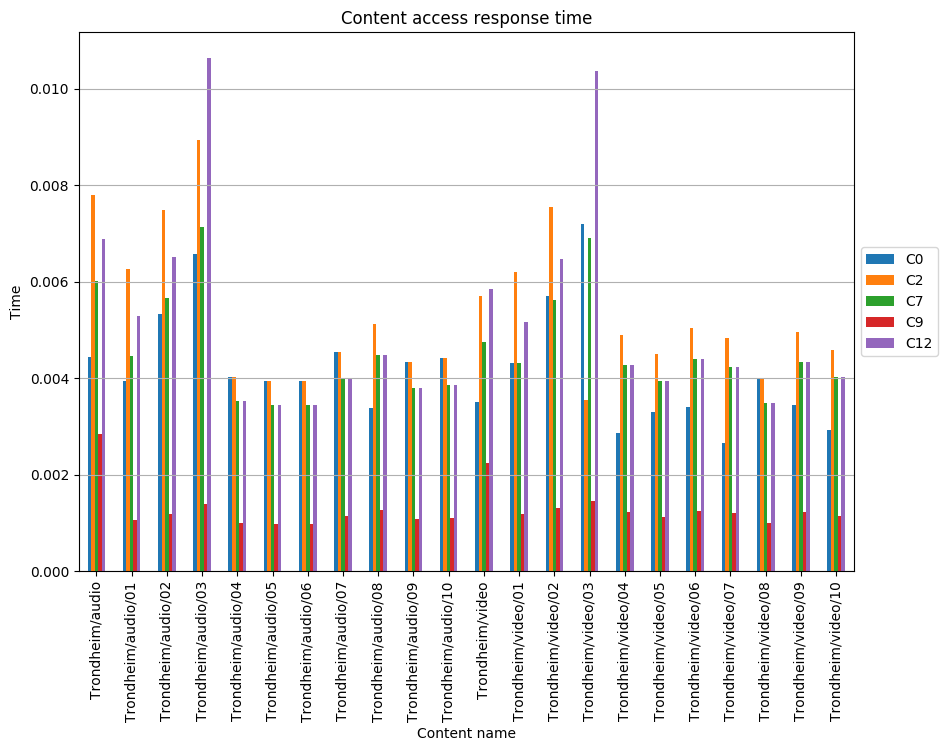 Content access response time
Time
0.010
0.008
0.006
0.004
0.002
0.000
Trondheim/audio
Trondheim/audio/01
Trondheim/audio/02
Trondheim/audio/03
Trondheim/audio/04
Trondheim/audio/05
Trondheim/audio/06
Trondheim/audio/07
Trondheim/audio/08
Trondheim/audio/09
Trondheim/audio/10
Trondheim/video
Trondheim/video/01
Trondheim/video/02
Trondheim/video/03
Trondheim/video/04
Trondheim/video/05
Trondheim/video/06
Trondheim/video/07
Trondheim/video/08
Trondheim/video/09
Trondheim/video/10
Content name
C0
C2
C7
C9
C12